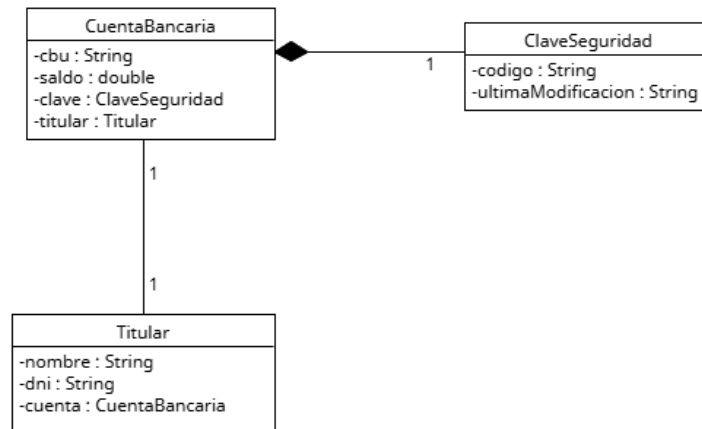 CuentaBancaria
-cbu : String
-saldo : double
-clave : ClaveSeguridad
-titular : Titular
1
ClaveSeguridad
-codigo : String
-ultimaModificacion : String
1
1
Titular
-nombre : String
-dni : String
-cuenta : CuentaBancaria